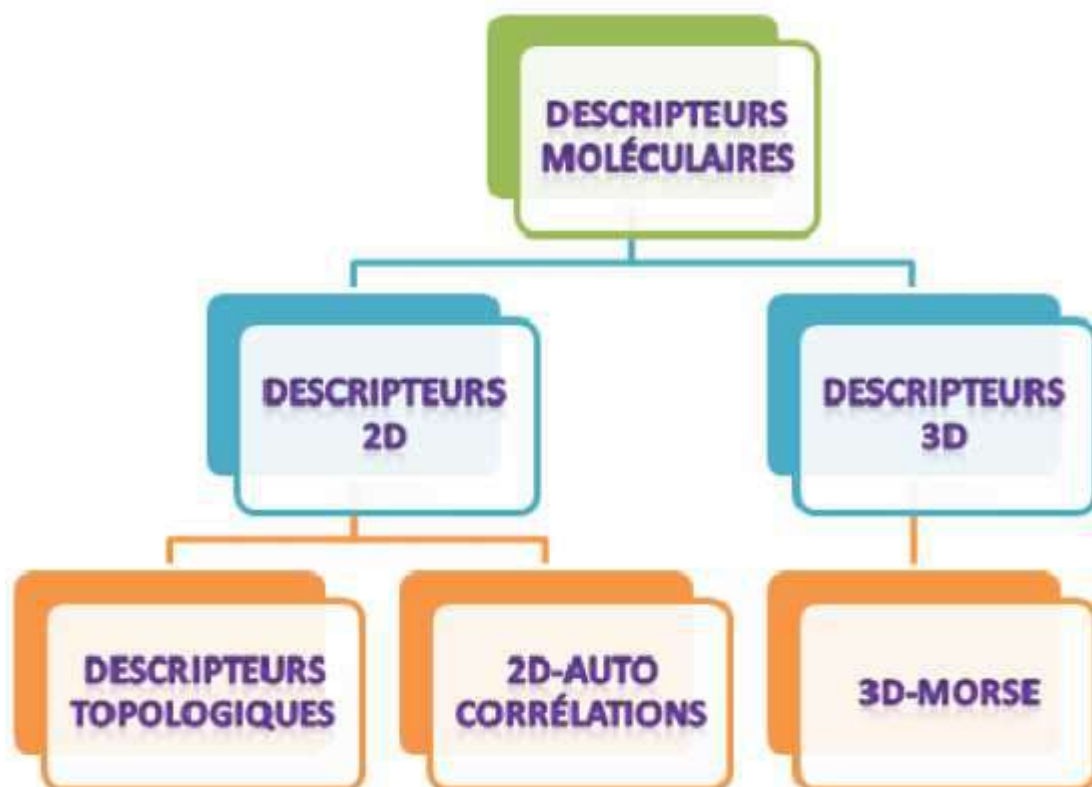 DESCRIPTEURS
MOLÉCULAIRES
DESCRIPTEURS
2D
DESCRIPTEURS
3D
DESCRIPTEURS
TOPOLOGIQUES
2D-AUTO
CORRÉLATIONS
3D-MORSE